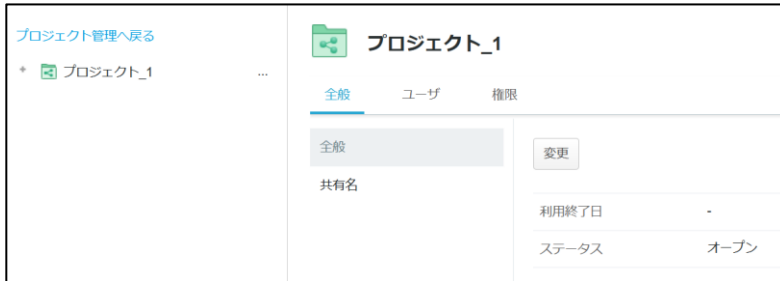 プロジェクト管理へ戻る
プロジェクト_1
...
プロジェクト_1
全般
ユーザ
権限
全般
共有名
変更
利用終了日 -
ステータス オープン